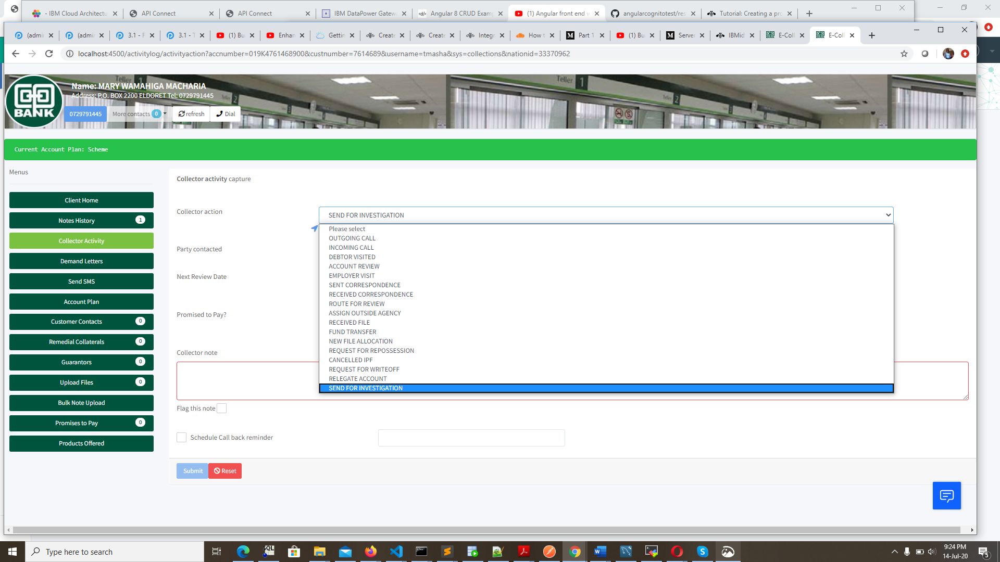 - IBM Cloud Architectu
API Connect
API Connect
IBM DataPower Gatew
Angular 8 CRUD Exam
(1) Angular front end w
angularcognitotest/res
Tutorial: Creating a pro
(admi
(admi
3.1 - F
3.1 - T
(1) Bu
Enhan
Gettin
Create
Create
Integr
How t
Part 1
(1) Bu
Server
IBMid
E-Coll
E-Coll
localhost:4500/activitylog/activityaction?accnumber=019K4761468900&custnumber=7614689&username=tmasha&sys=collections&nationid=33370962
Name: MARY WAMAHIGA MACHARIA
Address: P.O. BOX 2200 ELDORET Tel: 0729791445
BANK
0729791445
More contacts 0
refresh
Dial
Teller 1
Current Account Plan: Scheme
Menus
Client Home
Notes History 1
Collector Activity
Demand Letters
Send SMS
Account Plan
Customer Contacts 0
Remedial Collaterals 0
Guarantors 0
Upload Files 0
Bulk Note Upload
Promises to Pay 0
Products Offered
Collector activity capture
Collector action
SEND FOR INVESTIGATION
Please select
OUTGOING CALL
INCOMING CALL
DEBTOR VISITED
ACCOUNT REVIEW
EMPLOYER VISIT
SENT CORRESPONDENCE
RECEIVED CORRESPONDENCE
ROUTE FOR REVIEW
ASSIGN OUTSIDE AGENCY
RECEIVED FILE
FUND TRANSFER
NEW FILE ALLOCATION
REQUEST FOR REPOSSESSION
CANCELLED IPF
REQUEST FOR WRITEOFF
RELEGATE ACCOUNT
SEND FOR INVESTIGATION
Party contacted
Next Review Date
Promised to Pay?
Collector note
Flag this note
Schedule Call back reminder
Submit
Reset
Type here to search
9:24 PM
14-Jul-20
5